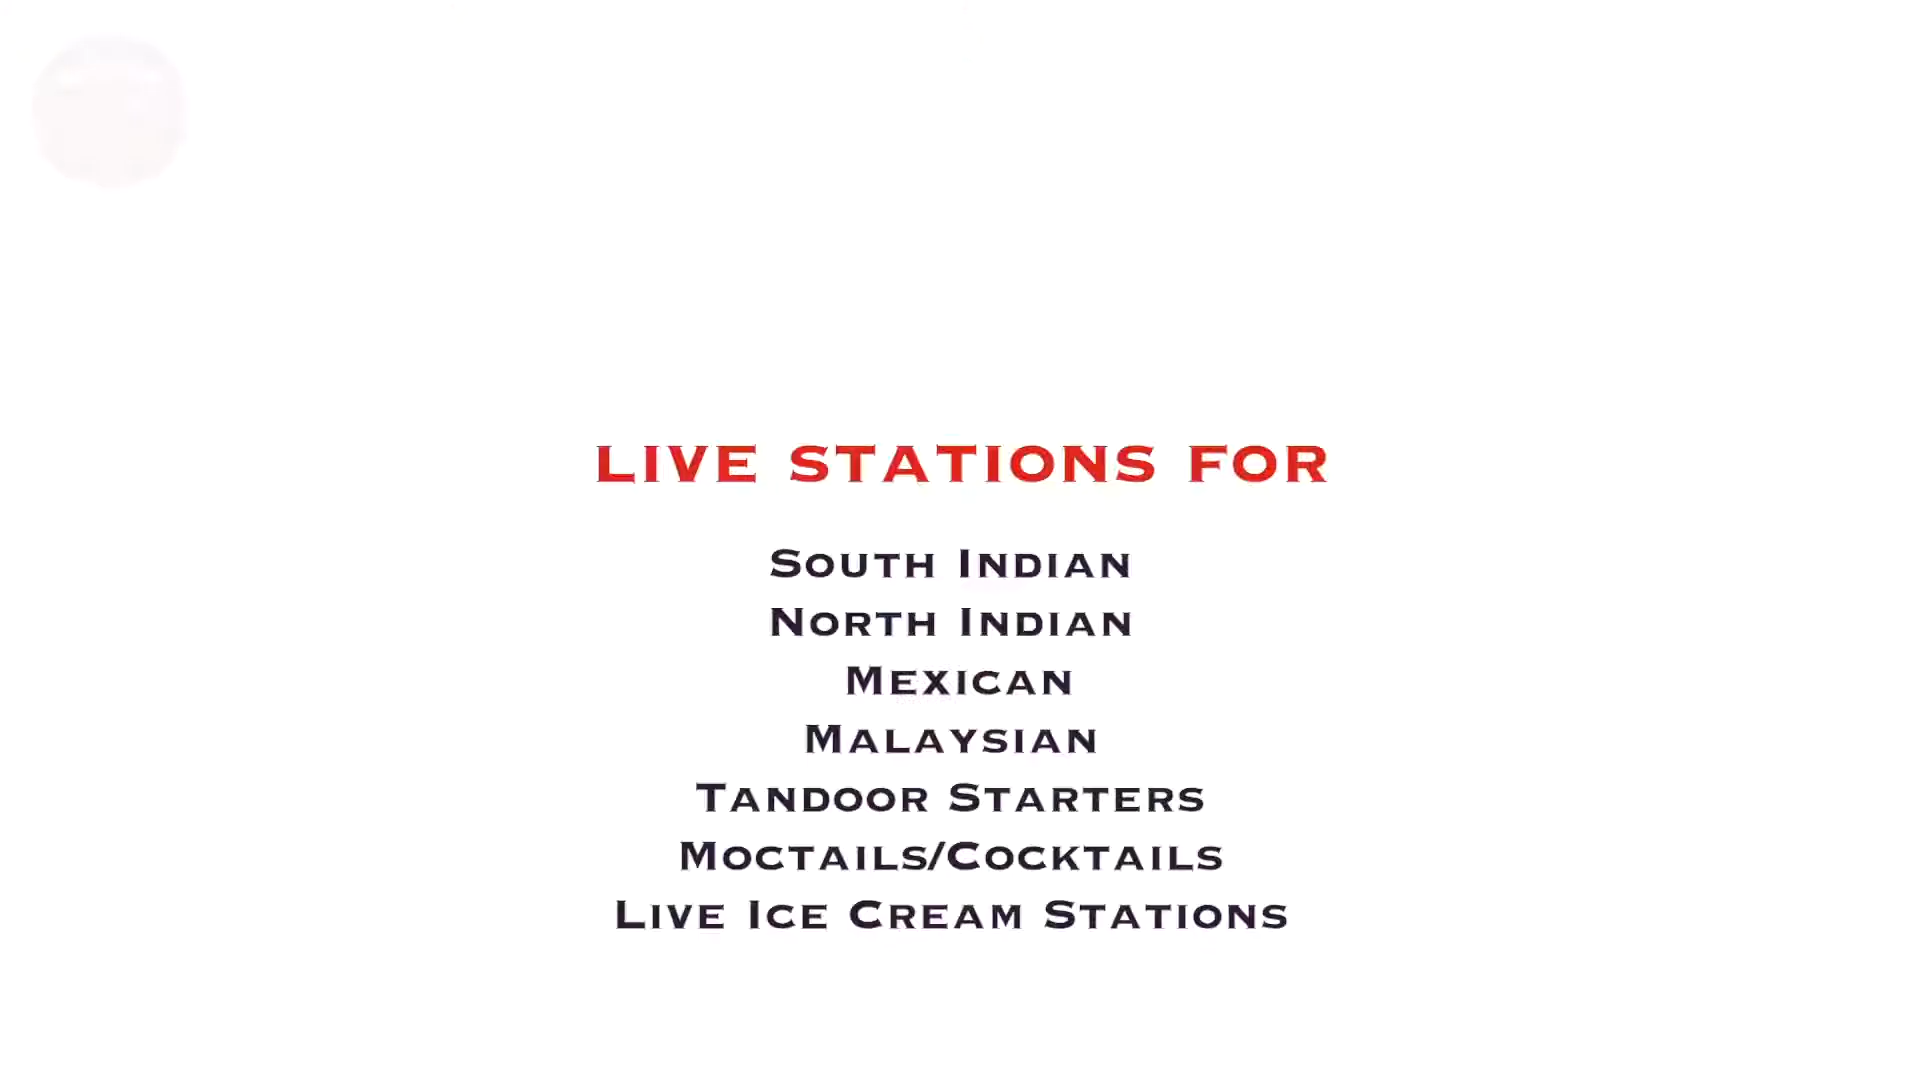 LIVE STATIONS FOR
South Indian
North Indian
Mexican
Malaysian
Tandoor Starters
Moctails/Cocktails
Live Ice Cream Stations